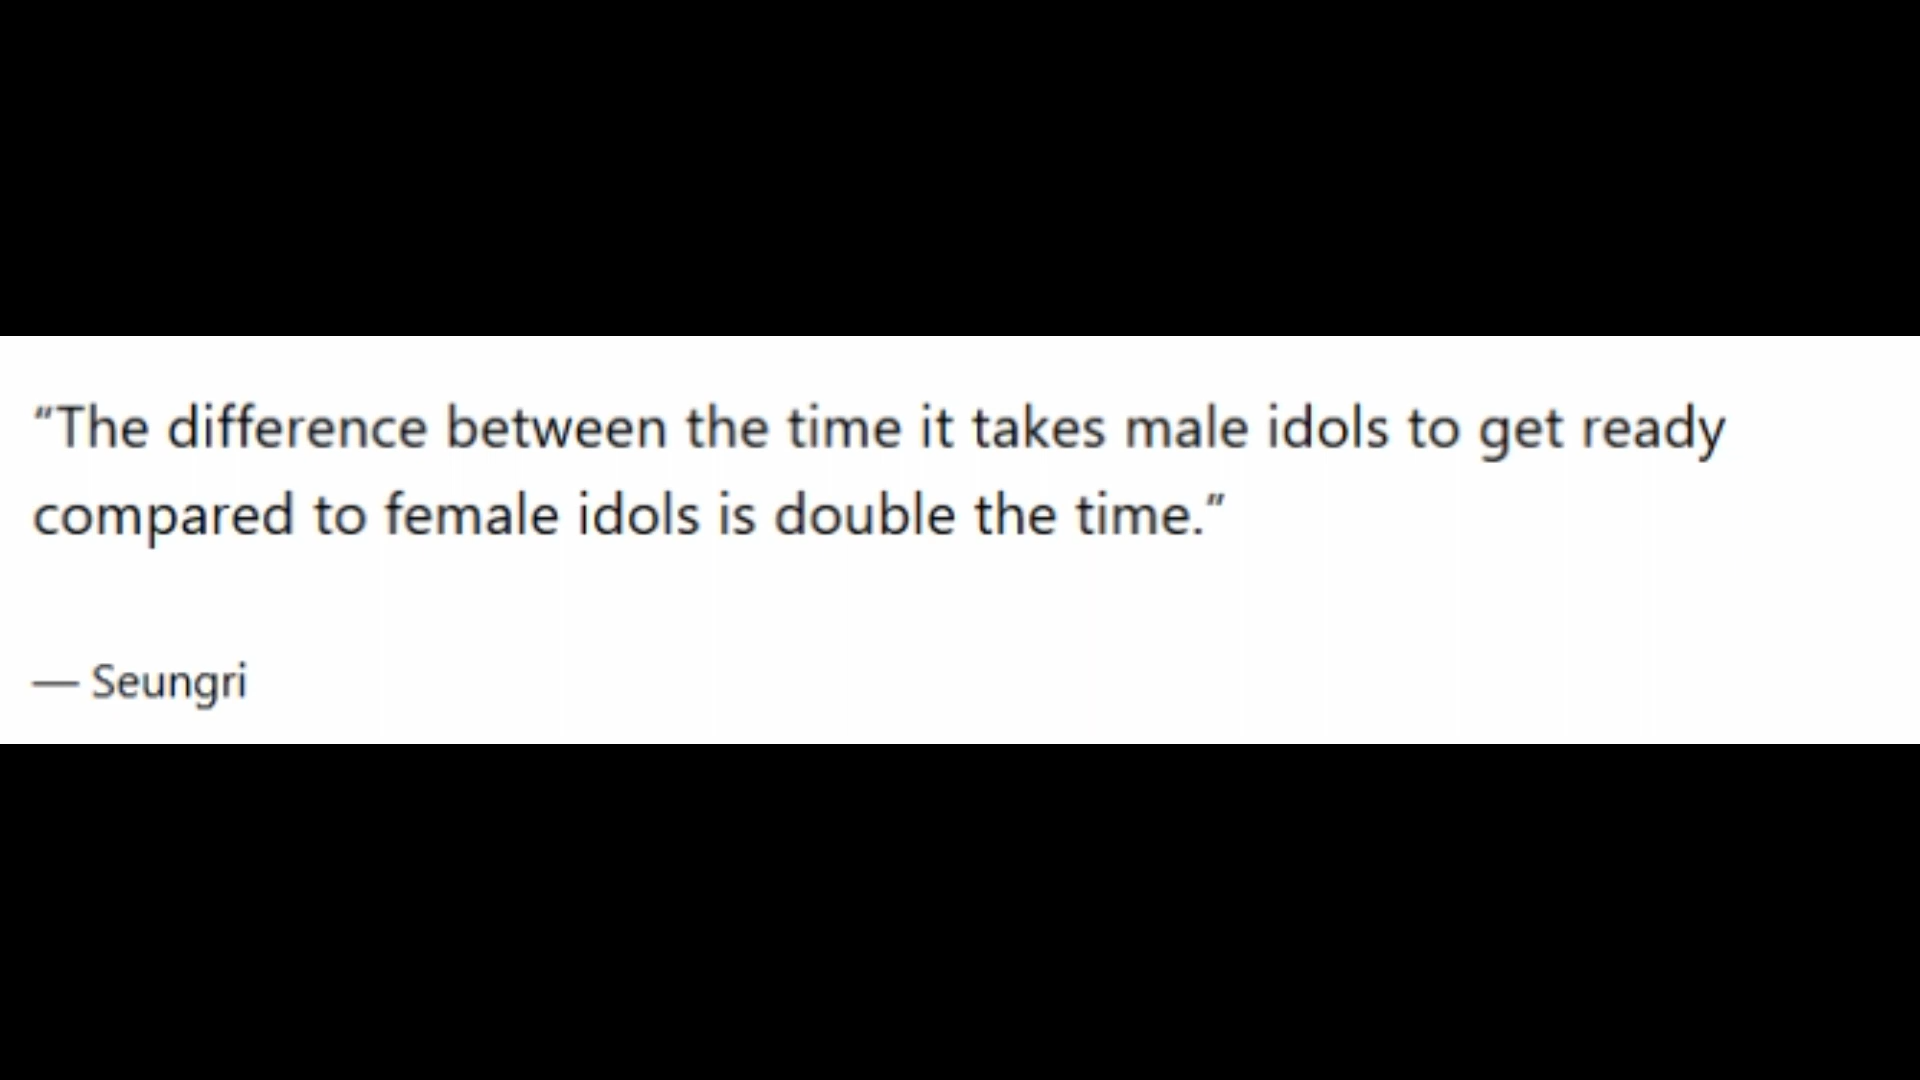 “The difference between the time it takes male idols to get ready
compared to female idols is double the time.”
— Seungri